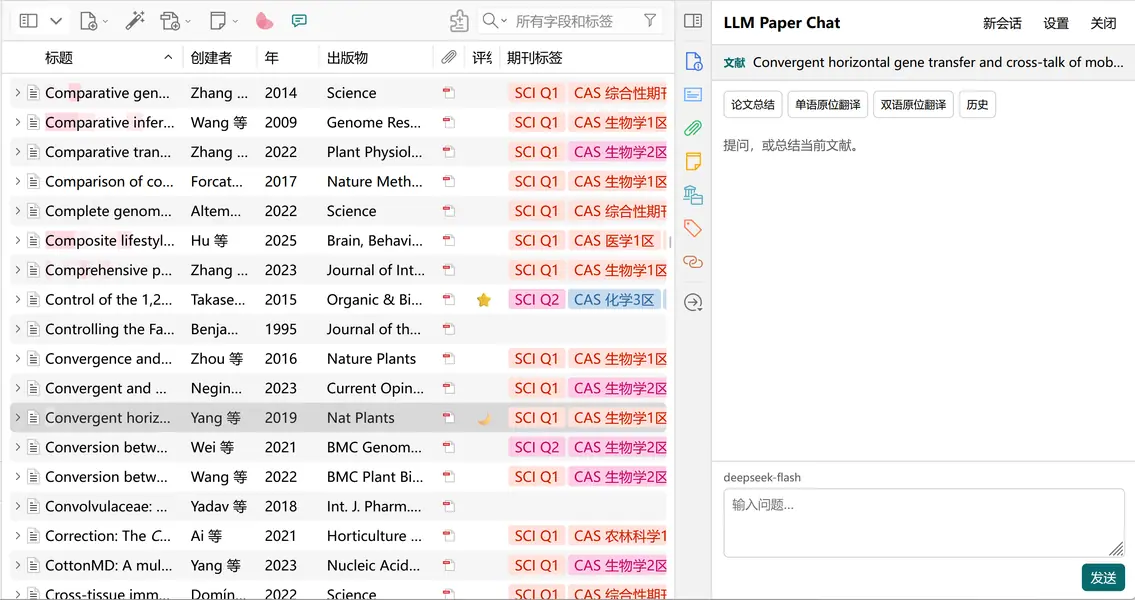 所有字段和标签
标题 创建者 年 出版物 期刊标签
Comparative gen... Zhang ... 2014 Science SCI Q1 CAS 综合性期刊
Comparative infer... Wang 等 2009 Genome Res... SCI Q1 CAS 生物学1区
Comparative tran... Zhang ... 2022 Plant Physiol... SCI Q1 CAS 生物学2区
Comparison of co... Forcat... 2017 Nature Meth... SCI Q1 CAS 生物学1区
Complete genom... Altem... 2022 Science SCI Q1 CAS 综合性期刊
Composite lifestyl... Hu 等 2025 Brain, Behavi... SCI Q1 CAS 医学1区
Comprehensive p... Zhang ... 2023 Journal of Int... SCI Q1 CAS 生物学1区
Control of the 1,2... Takase... 2015 Organic & Bi... SCI Q2 CAS 化学3区
Controlling the Fa... Benja... 1995 Journal of th...
Convergence and... Zhou 等 2016 Nature Plants SCI Q1 CAS 生物学1区
Convergent and ... Negin... 2023 Current Opin... SCI Q1 CAS 生物学2区
Convergent horiz... Yang 等 2019 Nat Plants SCI Q1 CAS 生物学1区
Conversion betw... Wei 等 2021 BMC Genom... SCI Q2 CAS 生物学2区
Conversion betw... Wang 等 2022 BMC Plant Bi... SCI Q1 CAS 生物学2区
Convolvulaceae: ... Yadav 等 2018 Int. J. Pharm....
Correction: The C... Ai 等 2021 Horticulture ... SCI Q1 CAS 农林科学1
CottonMD: A mul... Yang 等 2023 Nucleic Acid... SCI Q1 CAS 生物学2区
Cross-tissue imm... Domín... 2022 Science SCI Q1 CAS 综合性期刊
LLM Paper Chat 新会话 设置 关闭
文献 Convergent horizontal gene transfer and cross-talk of mob...
论文总结 单语原位翻译 双语原位翻译 历史
提问，或总结当前文献。
deepseek-flash
输入问题...
发送